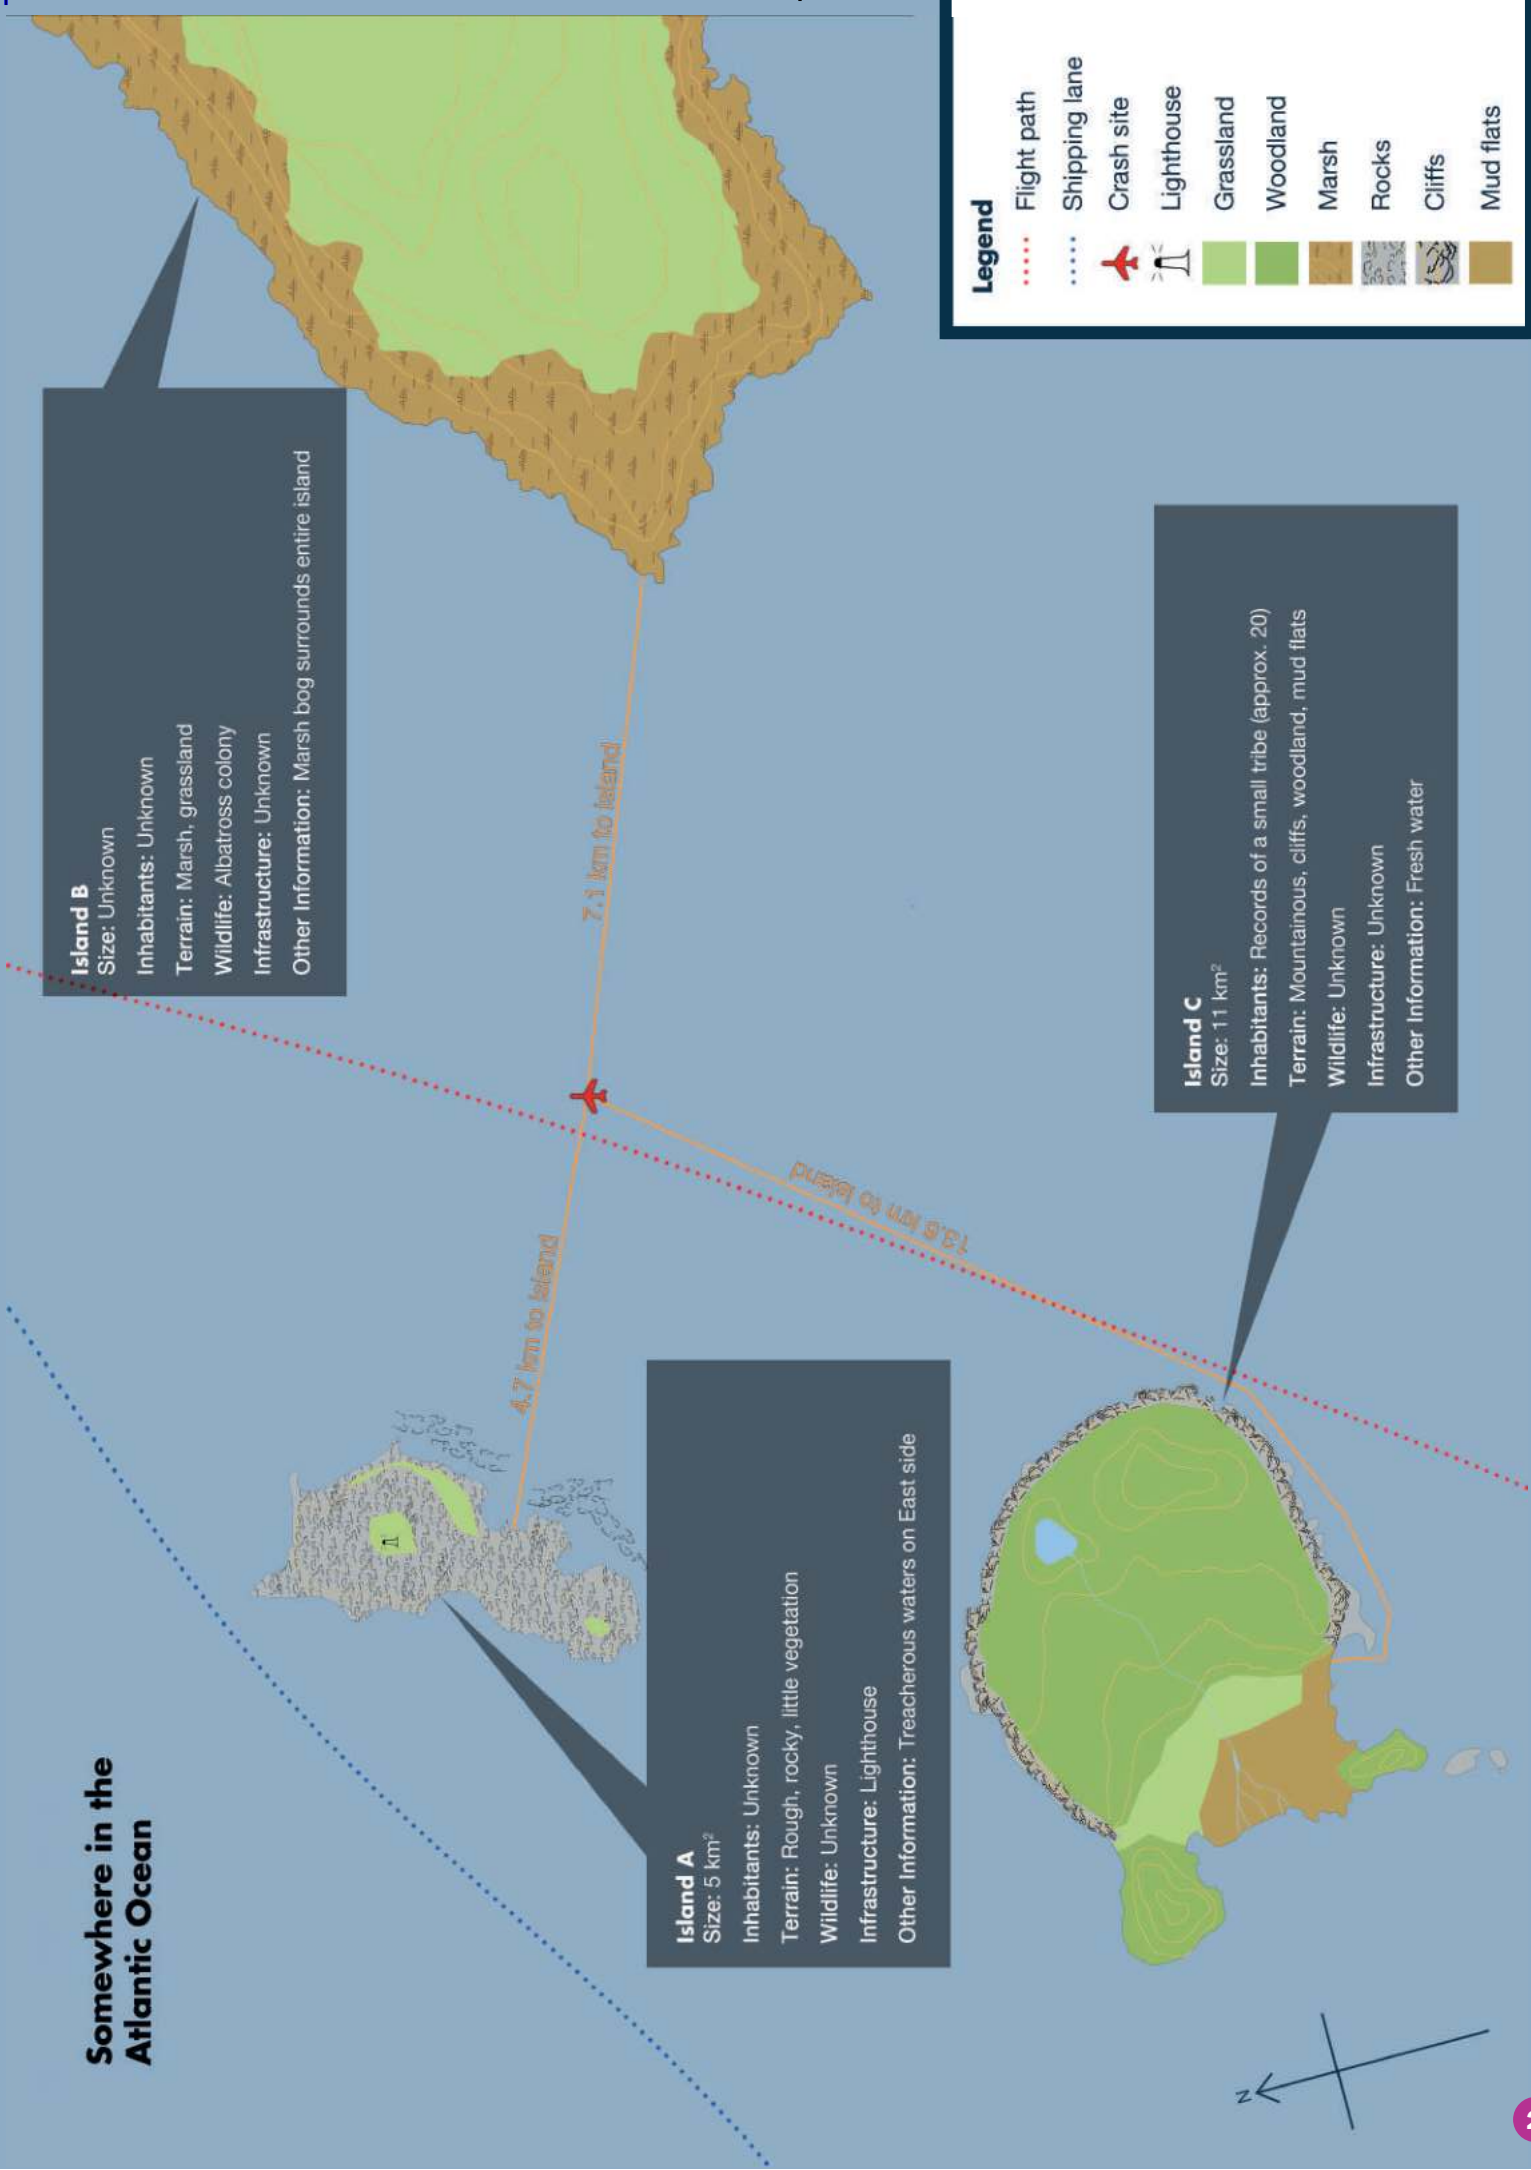 Somewhere in the
Atlantic Ocean
Island B
Size: Unknown
Inhabitants: Unknown
Terrain: Marsh, grassland
Wildlife: Albatross colony
Infrastructure: Unknown
Other Information: Marsh bog surrounds entire island
4.7 km to island
7.1 km to island
13.6 km to island
Island A
Size: 5 km²
Inhabitants: Unknown
Terrain: Rough, rocky, little vegetation
Wildlife: Unknown
Infrastructure: Lighthouse
Other Information: Treacherous waters on East side
Island C
Size: 11 km²
Inhabitants: Records of a small tribe (approx. 20)
Terrain: Mountainous, cliffs, woodland, mud flats
Wildlife: Unknown
Infrastructure: Unknown
Other Information: Fresh water
Legend
Flight path
Shipping lane
Crash site
Lighthouse
Grassland
Woodland
Marsh
Rocks
Cliffs
Mud flats
N